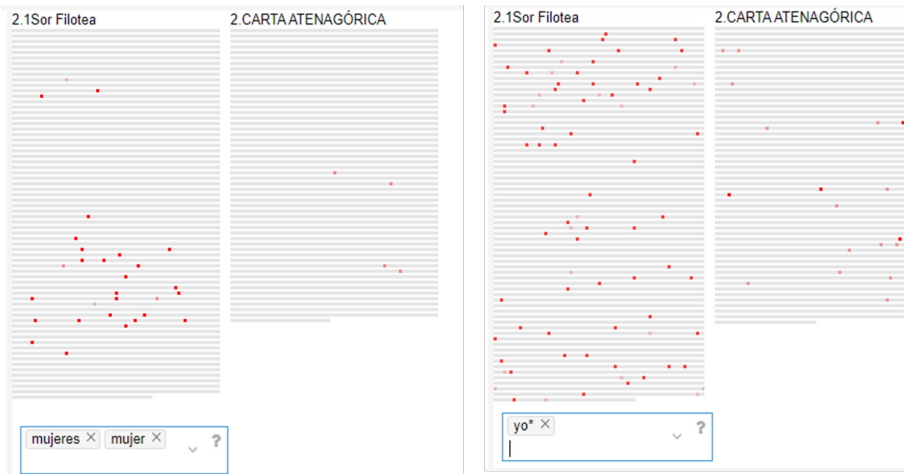 2.1Sor Filotea
2.CARTA ATENAGÓRICA
mujeres × mujer ×
?
2.1Sor Filotea
2.CARTA ATENAGÓRICA
yo* ×
?